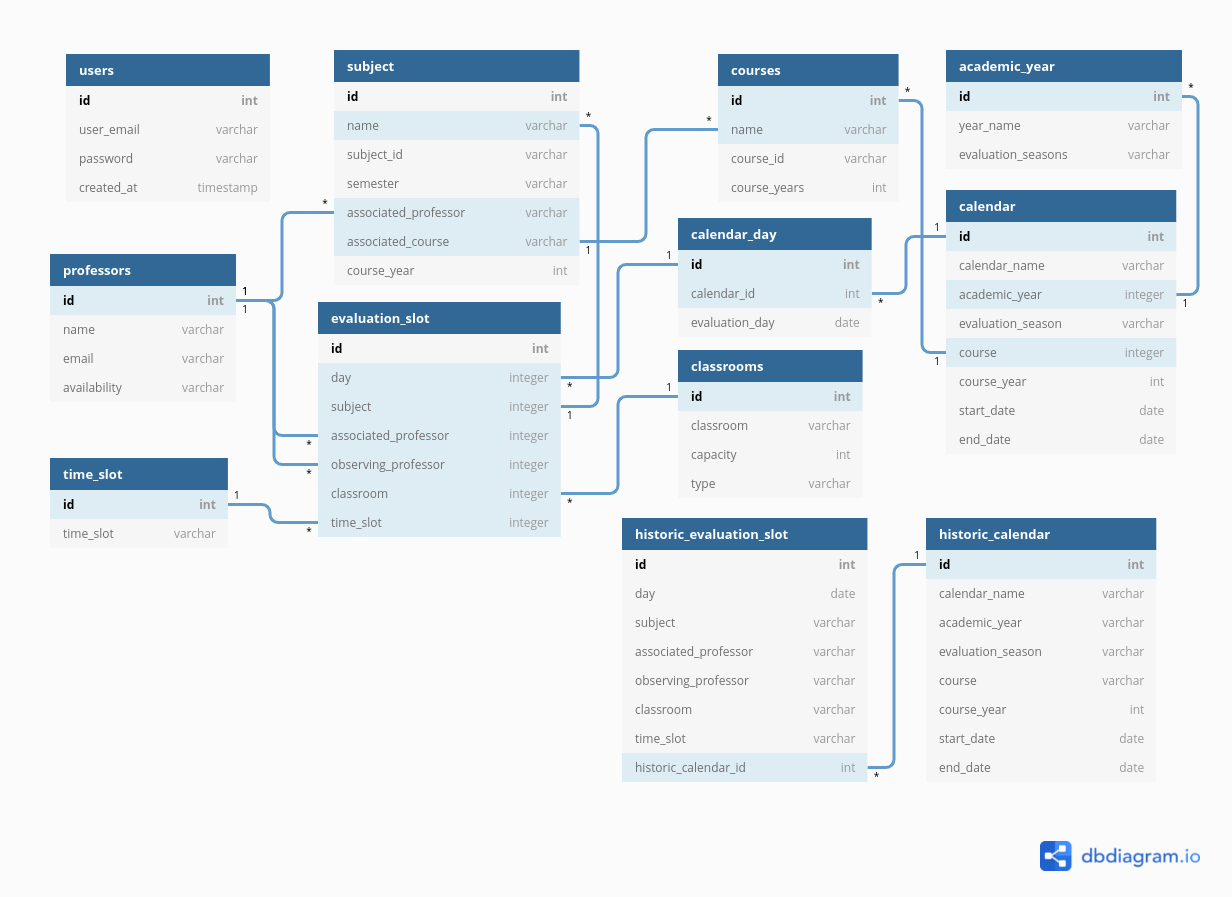 users
id int
user_email varchar
password varchar
created_at timestamp
subject
id int
name varchar
subject_id varchar
semester varchar
associated_professor varchar
associated_course varchar
course_year int
*
*
1
courses
id int
name varchar
course_id varchar
course_years int
*
*
academic_year
id int
year_name varchar
evaluation_seasons varchar
*
calendar
id int
calendar_name varchar
academic_year integer
evaluation_season varchar
course integer
course_year int
start_date date
end_date date
1
1
1
calendar_day
id int
calendar_id int
evaluation_day date
1
*
professors
id int
name varchar
email varchar
availability varchar
1
1
evaluation_slot
id int
day integer
subject integer
associated_professor integer
observing_professor integer
classroom integer
time_slot integer
*
1
*
*
*
*
classrooms
id int
classroom varchar
capacity int
type varchar
1
time_slot
id int
time_slot varchar
1
historic_evaluation_slot
id int
day date
subject varchar
associated_professor varchar
observing_professor varchar
classroom varchar
time_slot varchar
historic_calendar_id int
*
historic_calendar
id int
calendar_name varchar
academic_year varchar
evaluation_season varchar
course varchar
course_year int
start_date date
end_date date
1
dbdiagram.io